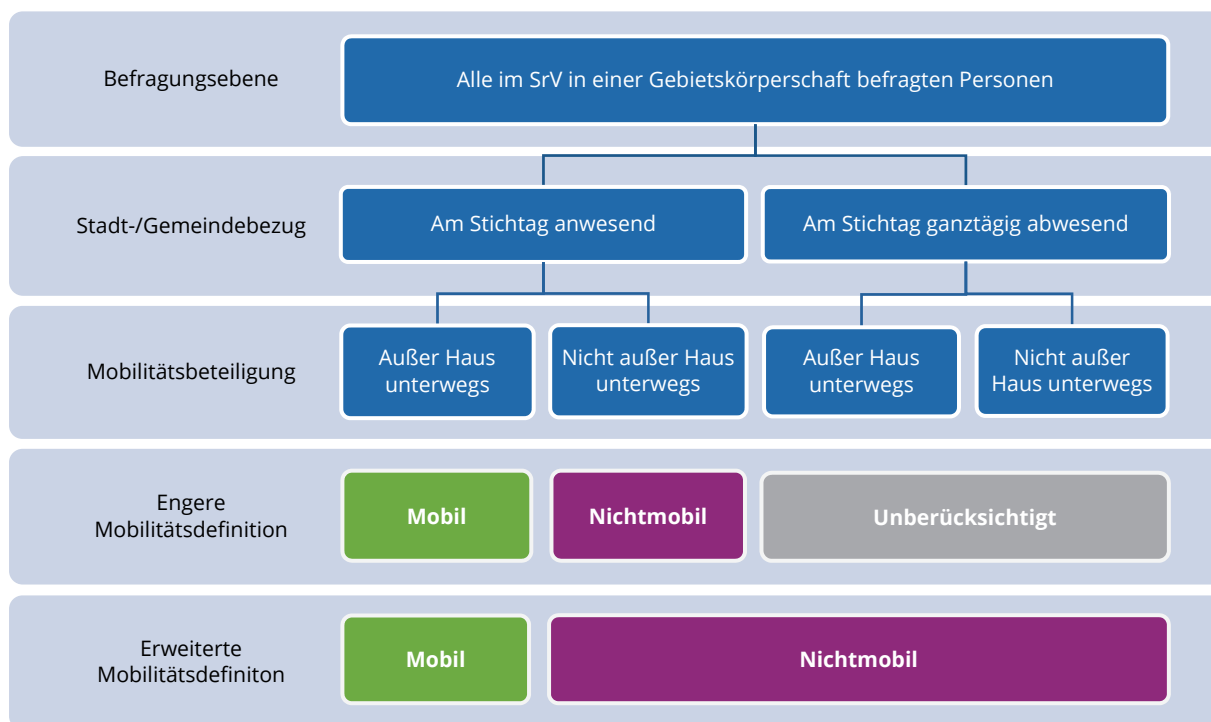 Befragungsebene
Alle im SrV in einer Gebietskörperschaft befragten Personen
Stadt-/Gemeindebezug
Am Stichtag anwesend
Am Stichtag ganztägig abwesend
Mobilitätsbeteiligung
Außer Haus
unterwegs
Nicht außer Haus
unterwegs
Außer Haus
unterwegs
Nicht außer
Haus unterwegs
Engere
Mobilitätsdefinition
Mobil
Nichtmobil
Unberücksichtigt
Erweiterte
Mobilitätsdefiniton
Mobil
Nichtmobil